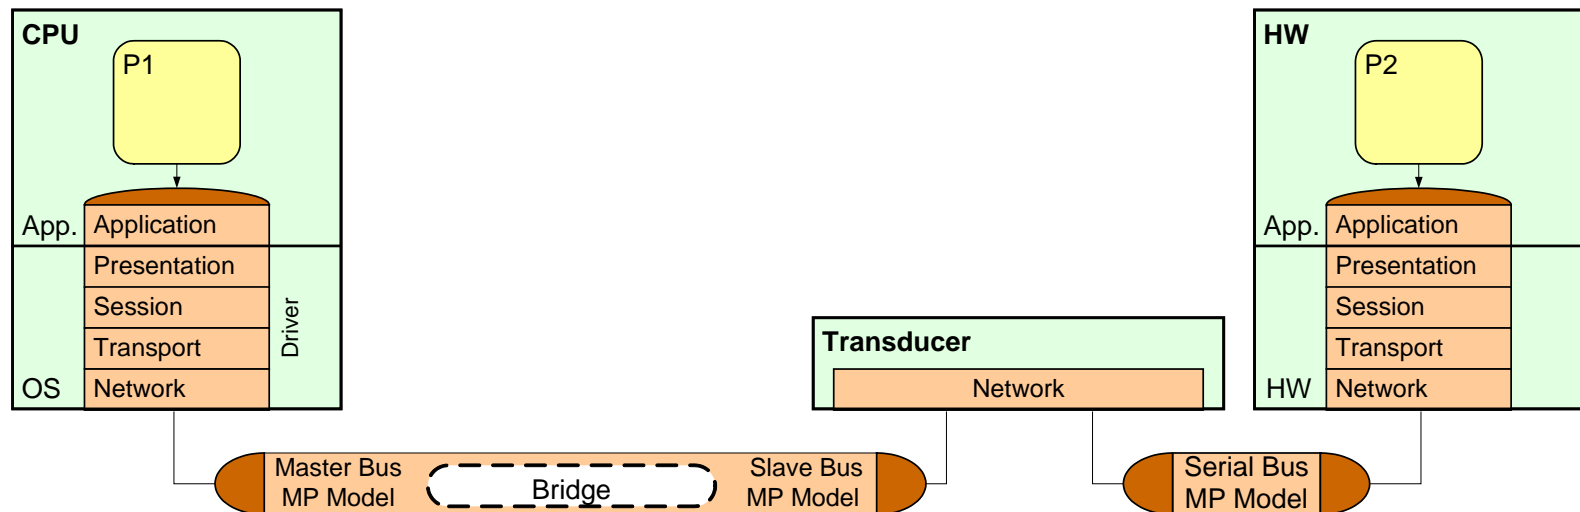 CPU
P1
App.
Application
Presentation
Session
Transport
Network
OS
Driver
Transducer
Network
HW
P2
App.
Application
Presentation
Session
Transport
Network
HW
Master Bus
MP Model
Bridge
Slave Bus
MP Model
Serial Bus
MP Model